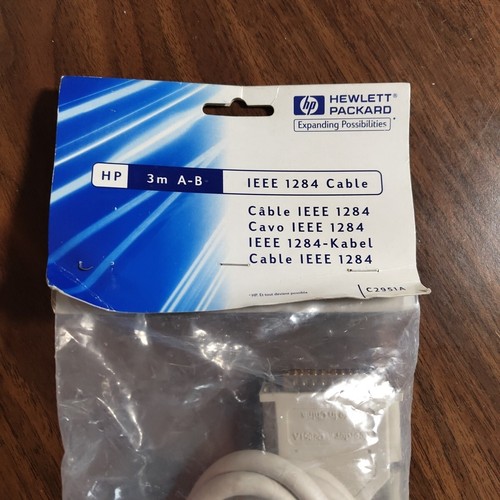 hp HEWLETT®
PACKARD
Expanding Possibilities
HP 3m A-B IEEE 1284 Cable
Câble IEEE 1284
Cavo IEEE 1284
IEEE 1284-Kabel
Cable IEEE 1284
C2951A